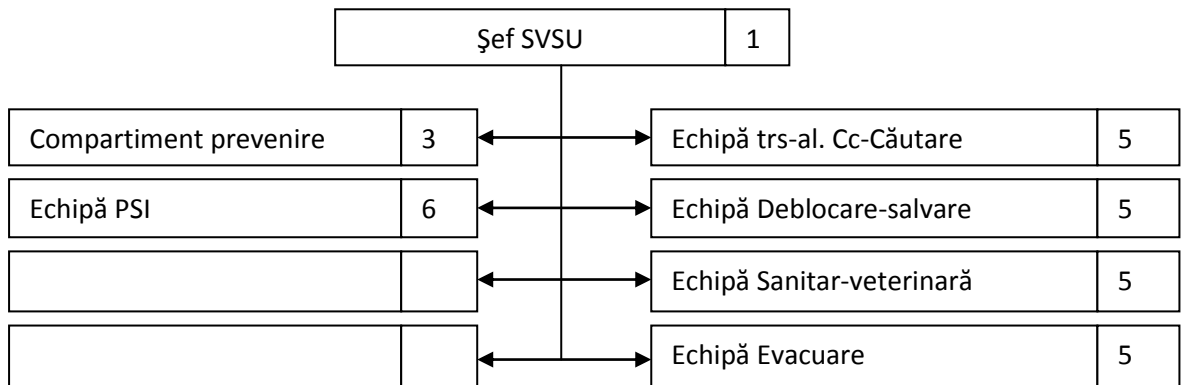 Şef SVSU 1
Compartiment prevenire 3 Echipă trs-al. Cc-Căutare 5
Echipă PSI 6 Echipă Deblocare-salvare 5
Echipă Sanitar-veterinară 5
Echipă Evacuare 5